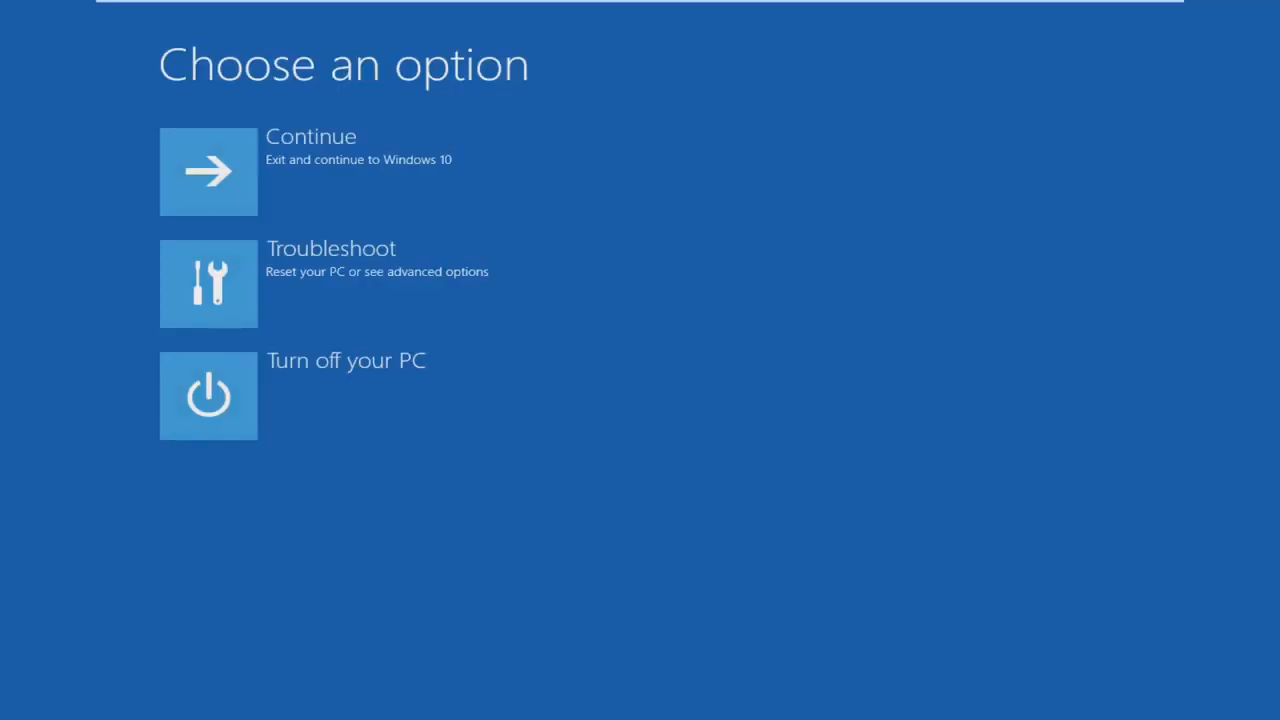 Choose an option
Continue
Exit and continue to Windows 10
Troubleshoot
Reset your PC or see advanced options
Turn off your PC